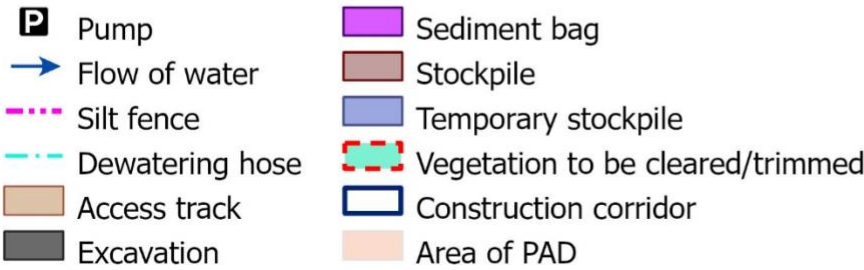 P Pump
Flow of water
Silt fence
Dewatering hose
Access track
Excavation
Sediment bag
Stockpile
Temporary stockpile
Vegetation to be cleared/trimmed
Construction corridor
Area of PAD